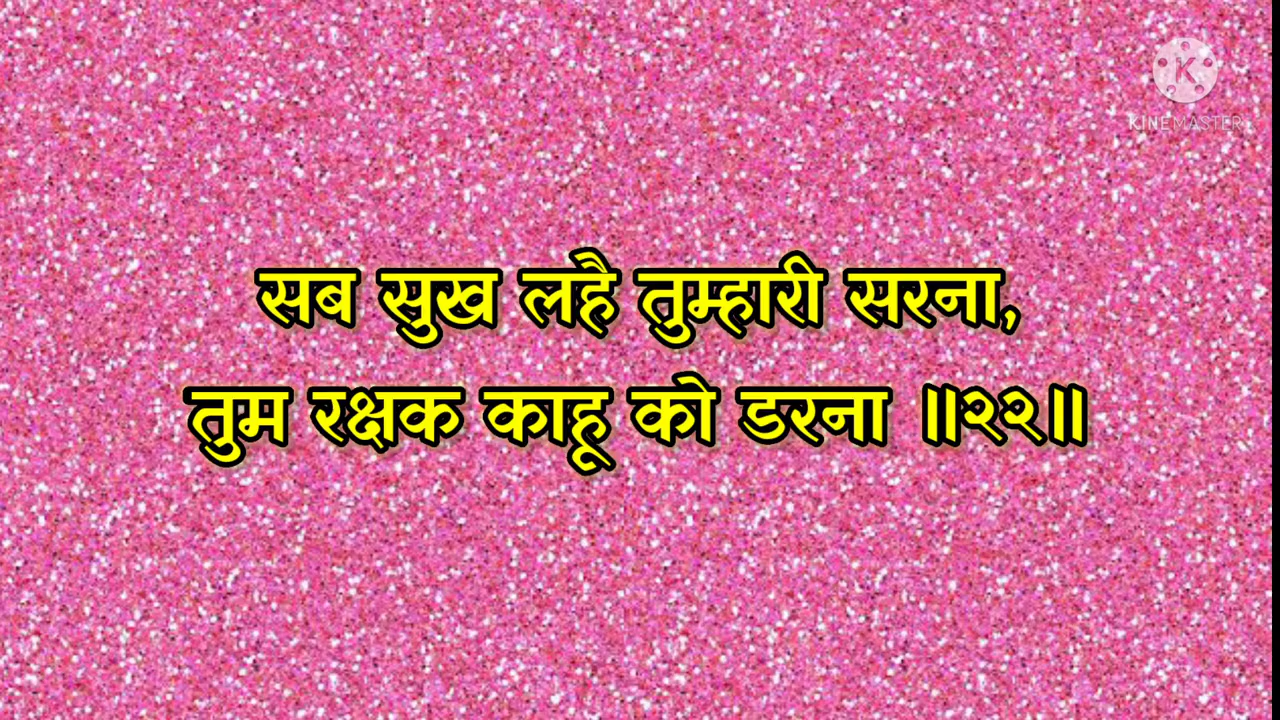 K
KINEMASTER
सब सुख लहै तुम्हारी सरना,
तुम रक्षक काहू को डरना ॥२२॥